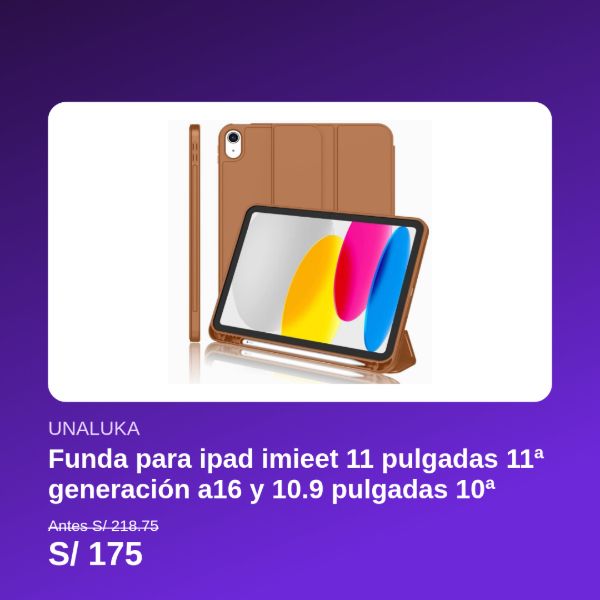 UNALUKA
Funda para ipad imieet 11 pulgadas 11ª
generación a16 y 10.9 pulgadas 10ª
Antes S/ 218.75
S/ 175